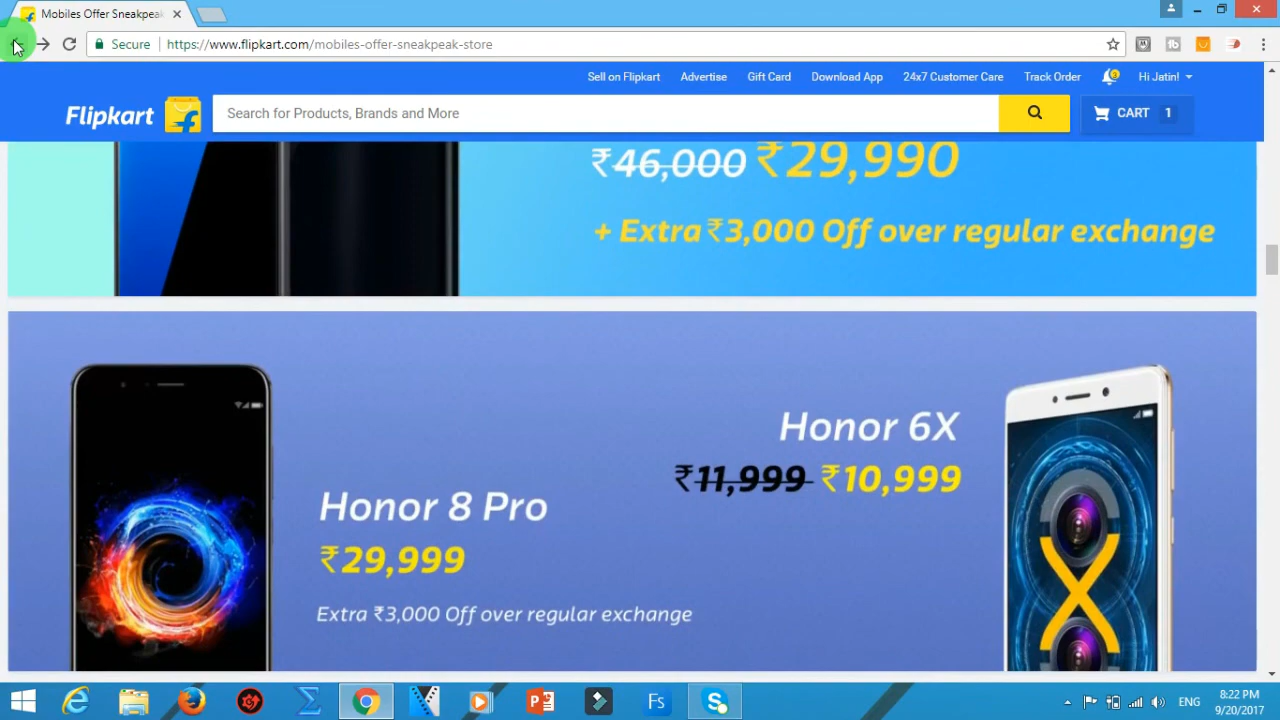 Mobiles Offer Sneakpea
Secure https://www.flipkart.com/mobiles-offer-sneakpeak-store
Sell on Flipkart Advertise Gift Card Download App 24x7 Customer Care Track Order 3 Hi Jatin!
Flipkart Search for Products, Brands and More CART 1
₹46,000 ₹29,990
+ Extra ₹3,000 Off over regular exchange
Honor 6X
₹11,999 ₹10,999
Honor 8 Pro
₹29,999
Extra ₹3,000 Off over regular exchange
Fs ENG
8:22 PM
9/20/2017